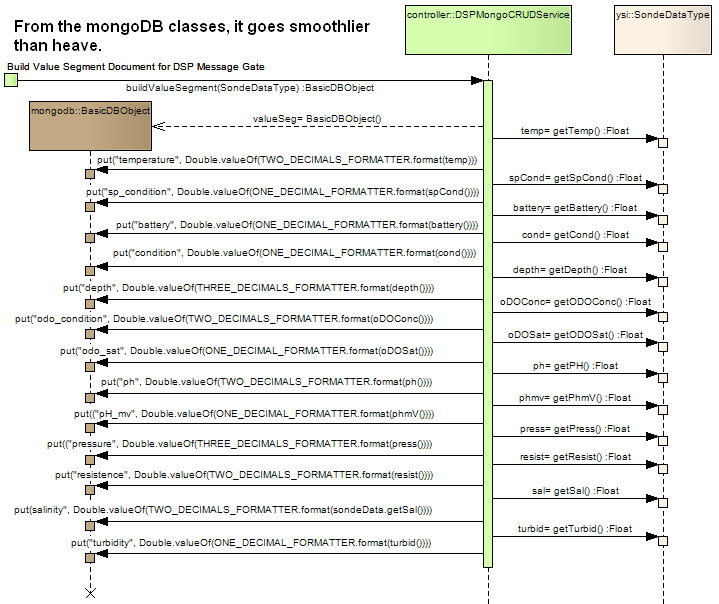 From the mongoDB classes, it goes smoothlier
than heave.
controller::DSPMongoCRUDService
ysi::SondeDataType
Build Value Segment Document for DSP Message Gate
buildValueSegment(SondeDataType) :BasicDBObject
mongodb::BasicDBObject
valueSeg= BasicDBObject()
temp= getTemp() :Float
put("temperature", Double.valueOf(TWO_DECIMALS_FORMATTER.format(temp)))
spCond= getSpCond() :Float
put("sp_condition", Double.valueOf(ONE_DECIMAL_FORMATTER.format(spCond())))
battery= getBattery() :Float
put("battery", Double.valueOf(ONE_DECIMAL_FORMATTER.format(battery())))
cond= getCond() :Float
put("condition", Double.valueOf(ONE_DECIMAL_FORMATTER.format(cond()))
depth= getDepth() :Float
put("depth", Double.valueOf(THREE_DECIMALS_FORMATTER.format(depth())))
oDOConc= getODOConc() :Float
put("odo_condition", Double.valueOf(TWO_DECIMALS_FORMATTER.format(oDOConc()))
oDOSat= getODOSat() :Float
put("odo_sat", Double.valueOf(ONE_DECIMAL_FORMATTER.format(oDOSat()))
ph= getPH() :Float
put("ph", Double.valueOf(TWO_DECIMALS_FORMATTER.format(ph()))
phmv= getPhmV() :Float
put(("pH_mv", Double.valueOf(ONE_DECIMAL_FORMATTER.format(phmV())))
press= getPress() :Float
put(("pressure", Double.valueOf(THREE_DECIMALS_FORMATTER.format(press()))
resist= getResist() :Float
put("resistence", Double.valueOf(TWO_DECIMALS_FORMATTER.format(resist()))
sal= getSal() :Float
put(salinity", Double.valueOf(TWO_DECIMALS_FORMATTER.format(sondeData.getSal())))
turbid= getTurbid() :Float
put("turbidity", Double.valueOf(ONE_DECIMAL_FORMATTER.format(turbid())))